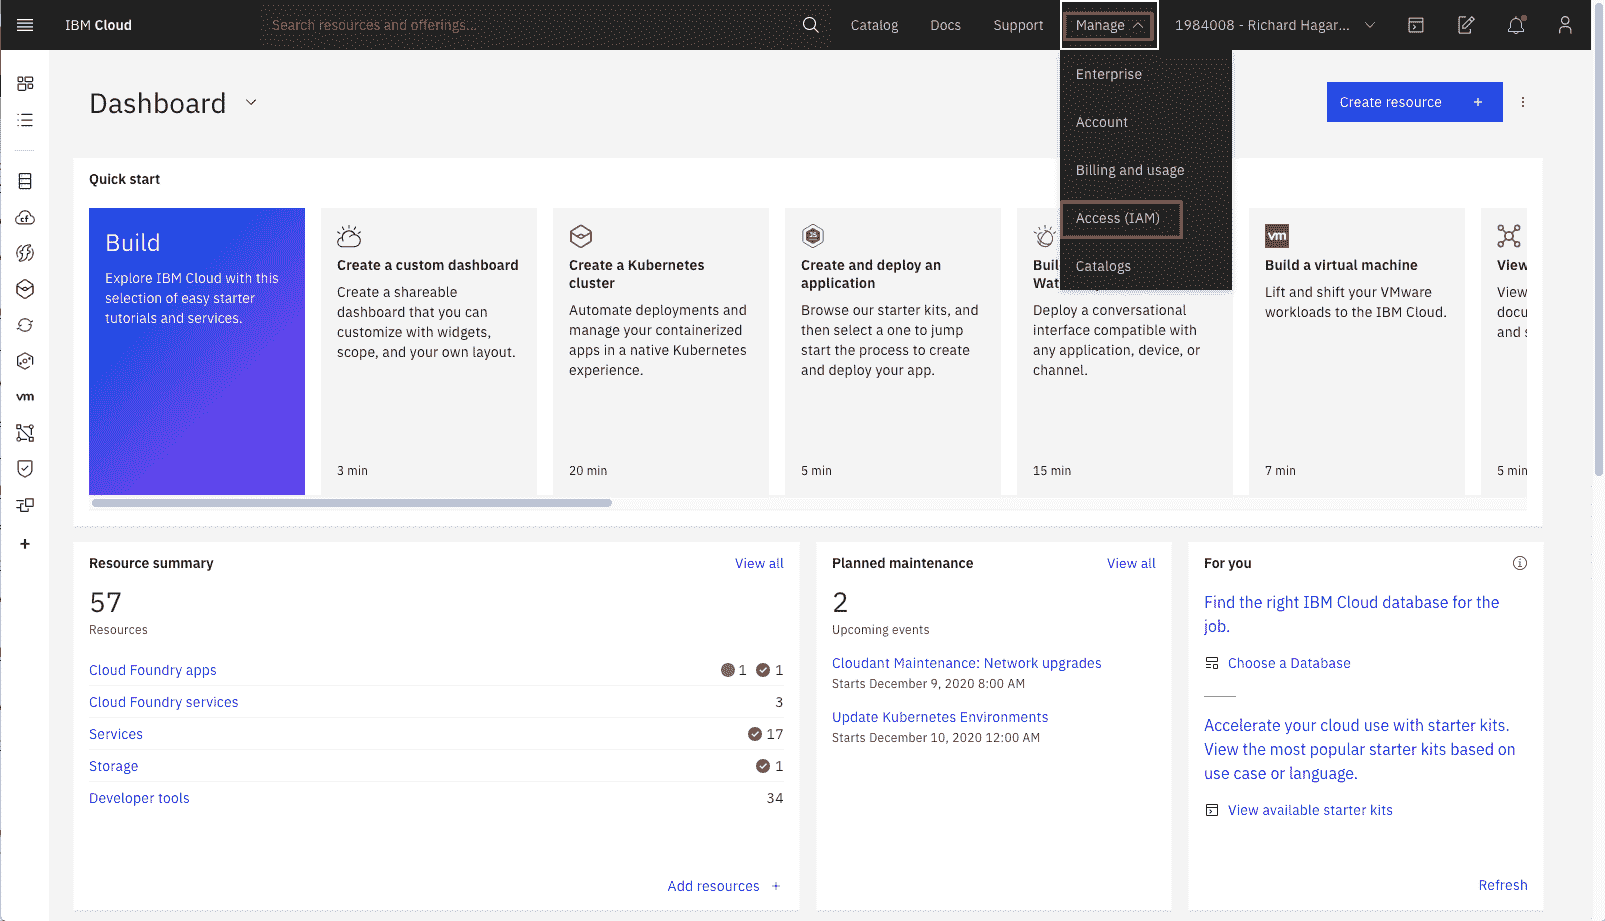 IBM Cloud
Search resources and offerings...
Catalog
Docs
Support
Manage
1984008 - Richard Hagar...
Enterprise
Account
Billing and usage
Access (IAM)
Catalogs
Dashboard
Create resource +
Quick start
Build
Explore IBM Cloud with this
selection of easy starter
tutorials and services.
Create a custom dashboard
Create a shareable
dashboard that you can
customize with widgets,
scope, and your own layout.
3 min
Create a Kubernetes
cluster
Automate deployments and
manage your containerized
apps in a native Kubernetes
experience.
20 min
JS
Create and deploy an
application
Browse our starter kits, and
then select a one to jump
start the process to create
and deploy your app.
5 min
Buil
Wat
Deploy a conversational
interface compatible with
any application, device, or
channel.
15 min
vm
Build a virtual machine
Lift and shift your VMware
workloads to the IBM Cloud.
7 min
View
View
docu
and s
5 min
cf
vm
Resource summary
View all
57
Resources
Cloud Foundry apps 1 1
Cloud Foundry services 3
Services 17
Storage 1
Developer tools 34
Add resources +
Planned maintenance
View all
2
Upcoming events
Cloudant Maintenance: Network upgrades
Starts December 9, 2020 8:00 AM
Update Kubernetes Environments
Starts December 10, 2020 12:00 AM
For you
Find the right IBM Cloud database for the
job.
Choose a Database
Accelerate your cloud use with starter kits.
View the most popular starter kits based on
use case or language.
View available starter kits
Refresh